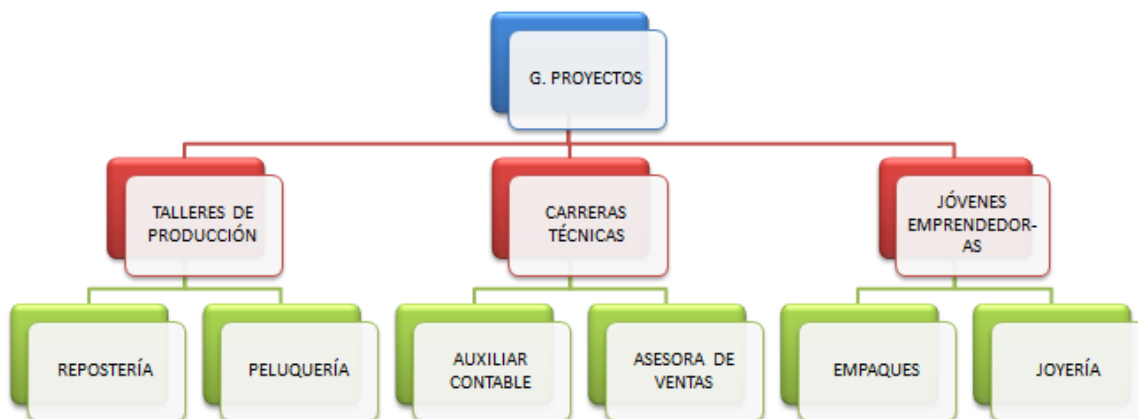 G. PROYECTOS
TALLERES DE
PRODUCCIÓN
CARRERAS
TÉCNICAS
JÓVENES
EMPRENDEDOR-
AS
REPOSTERÍA
PELUQUERÍA
AUXILIAR
CONTABLE
ASESORA DE
VENTAS
EMPAQUES
JOYERÍA